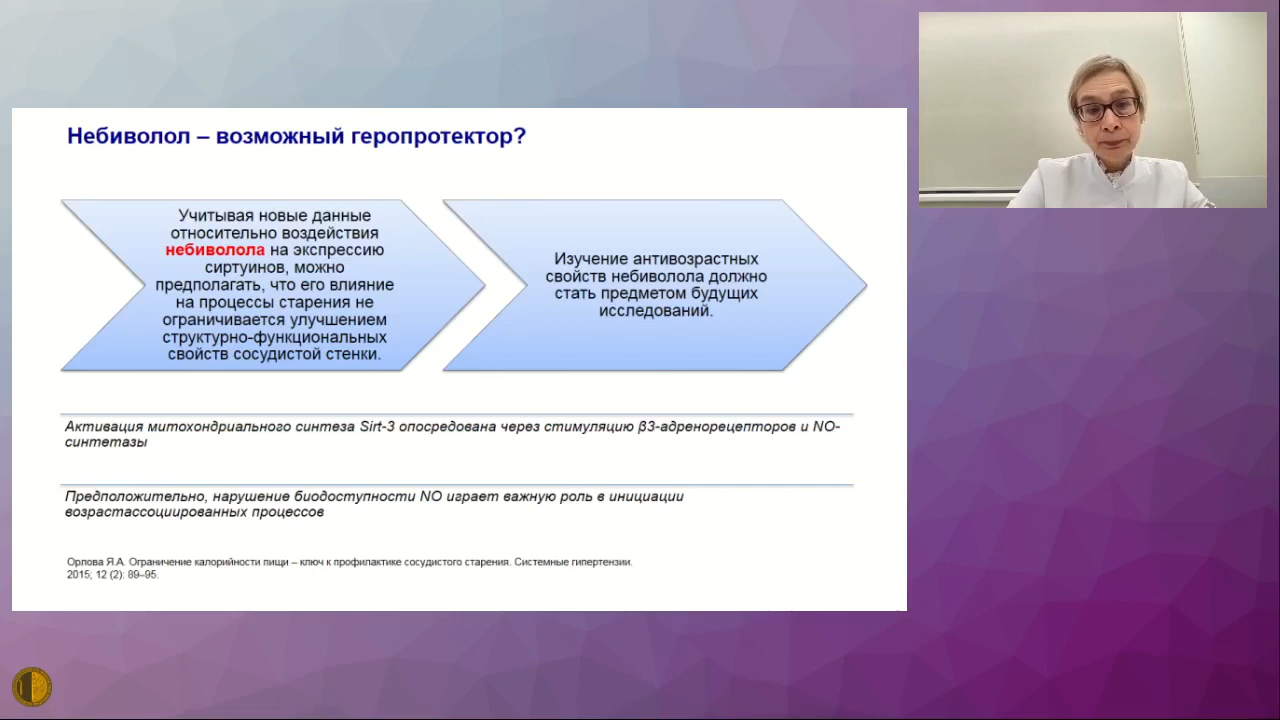 Небиволол – возможный геропротектор?
Учитывая новые данные
относительно воздействия
небиволола на экспрессию
сиртуинов, можно
предполагать, что его влияние
на процессы старения не
ограничивается улучшением
структурно-функциональных
свойств сосудистой стенки.
Изучение антивозрастных
свойств небиволола должно
стать предметом будущих
исследований.
Активация митохондриального синтеза Sirt-3 опосредована через стимуляцию β3-адренорецепторов и NO-
синтетазы
Предположительно, нарушение биодоступности NO играет важную роль в инициации
возрастассоциированных процессов
Орлова Я.А. Ограничение калорийности пищи – ключ к профилактике сосудистого старения. Системные гипертензии.
2015; 12 (2): 89–95.